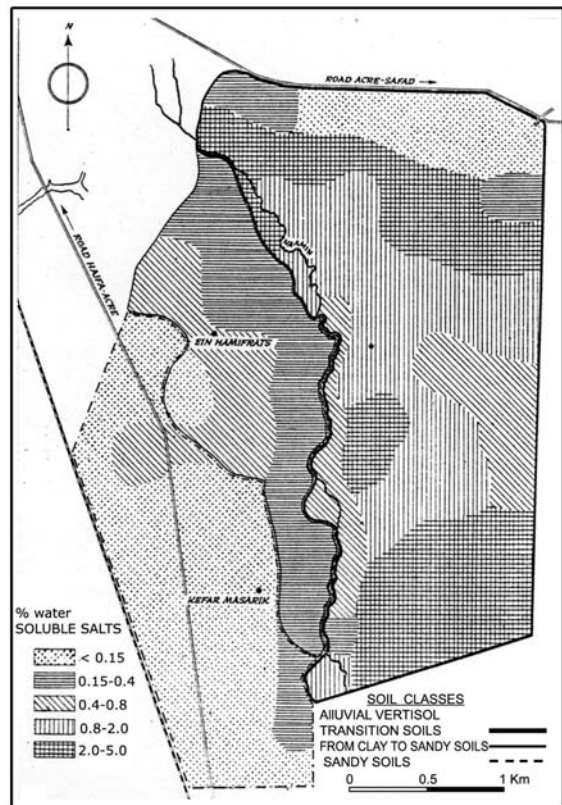 N
ROAD ACRE-SAFAD
NAAMIN
ROAD HAIFA-ACRE
EIN HAMIFRATS
KEFAR MASARIK
% water
SOLUBLE SALTS
< 0.15
0.15-0.4
0.4-0.8
0.8-2.0
2.0-5.0
SOIL CLASSES
AlIUVIAL VERTISOL
TRANSITION SOILS
FROM CLAY TO SANDY SOILS
SANDY SOILS
0 0.5 1 Km